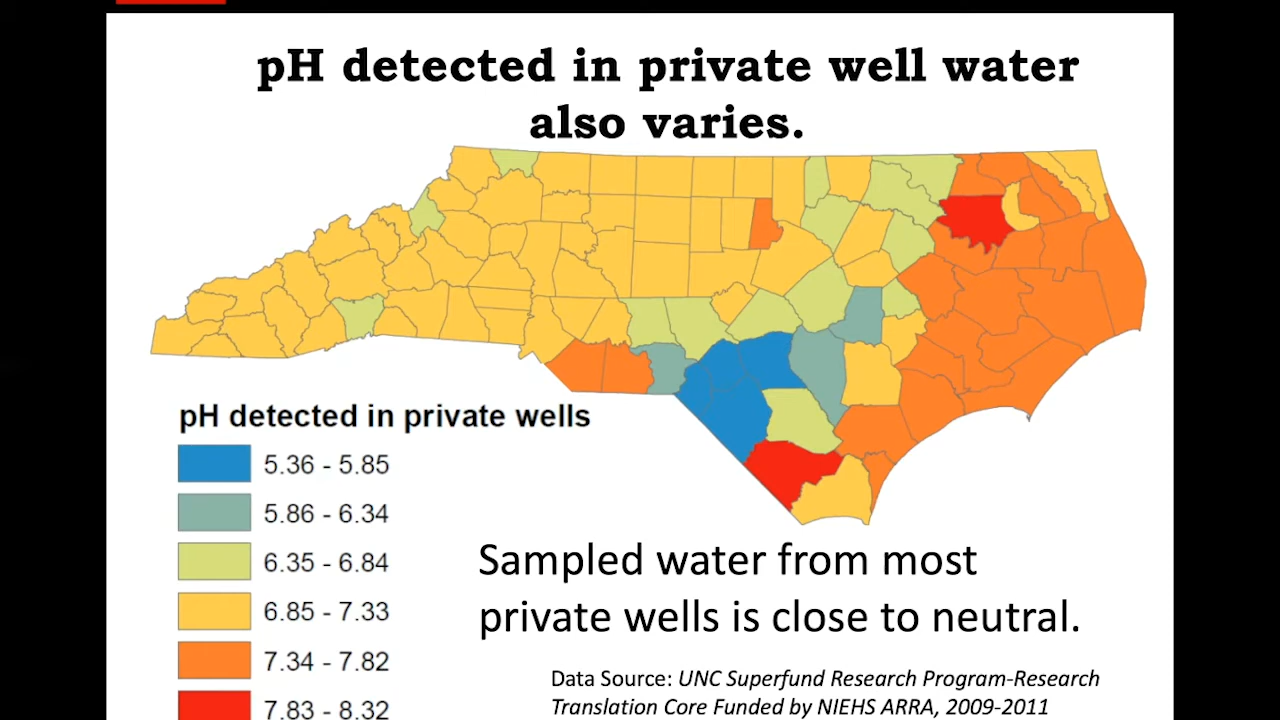 pH detected in private well water
also varies.
pH detected in private wells
5.36 - 5.85
5.86 - 6.34
6.35 - 6.84
6.85 - 7.33
7.34 - 7.82
7.83 - 8.32
Sampled water from most
private wells is close to neutral.
Data Source: UNC Superfund Research Program-Research
Translation Core Funded by NIEHS ARRA, 2009-2011